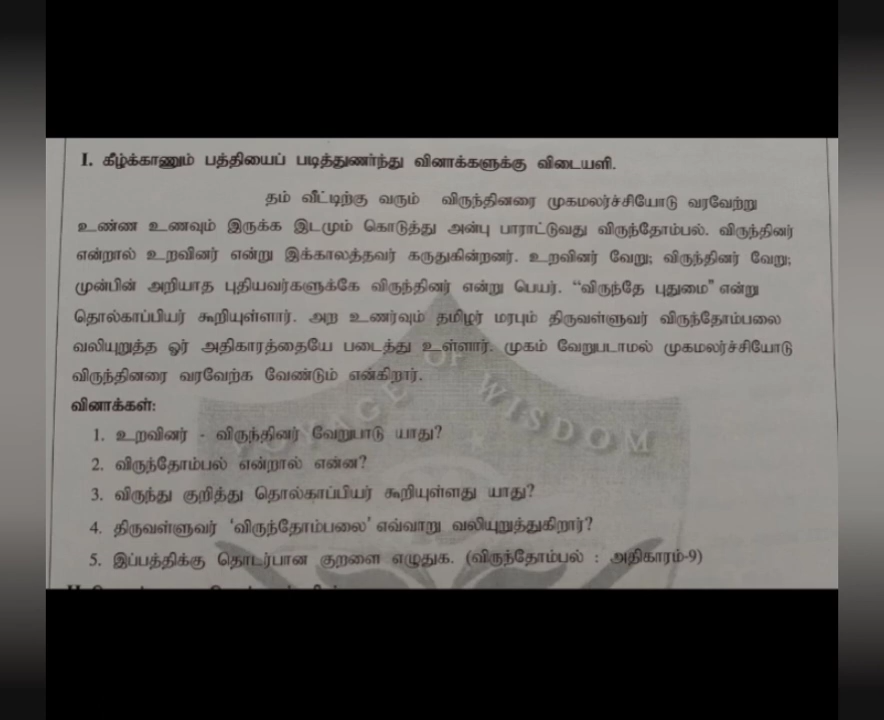 I. கீழ்க்காணும் பத்தியைப் படித்துணர்ந்து வினாக்களுக்கு விடையளி.
தம் வீட்டிற்கு வரும் விருந்தினரை முகமலர்ச்சியோடு வரவேற்று
உண்ண உணவும் இருக்க இடமும் கொடுத்து அன்பு பாராட்டுவது விருந்தோம்பல். விருந்தினர்
என்றால் உறவினர் என்று இக்காலத்தவர் கருதுகின்றனர். உறவினர் வேறு; விருந்தினர் வேறு;
முன்பின் அறியாத புதியவர்களுக்கே விருந்தினர் என்று பெயர். "விருந்தே புதுமை" என்று
தொல்காப்பியர் கூறியுள்ளார். அற உணர்வும் தமிழர் மரபும் திருவள்ளுவர் விருந்தோம்பலை
வலியுறுத்த ஓர் அதிகாரத்தையே படைத்து உள்ளார். முகம் வேறுபடாமல் முகமலர்ச்சியோடு
விருந்தினரை வரவேற்க வேண்டும் என்கிறார்.
வினாக்கள்:
1. உறவினர் - விருந்தினர் வேறுபாடு யாது?
2. விருந்தோம்பல் என்றால் என்ன?
3. விருந்து குறித்து தொல்காப்பியர் கூறியுள்ளது யாது?
4. திருவள்ளுவர் 'விருந்தோம்பலை' எவ்வாறு வலியுறுத்துகிறார்?
5. இப்பத்திக்கு தொடர்பான குறளை எழுதுக. (விருந்தோம்பல் : அதிகாரம்-9)
VOYAGE OF WISDOM